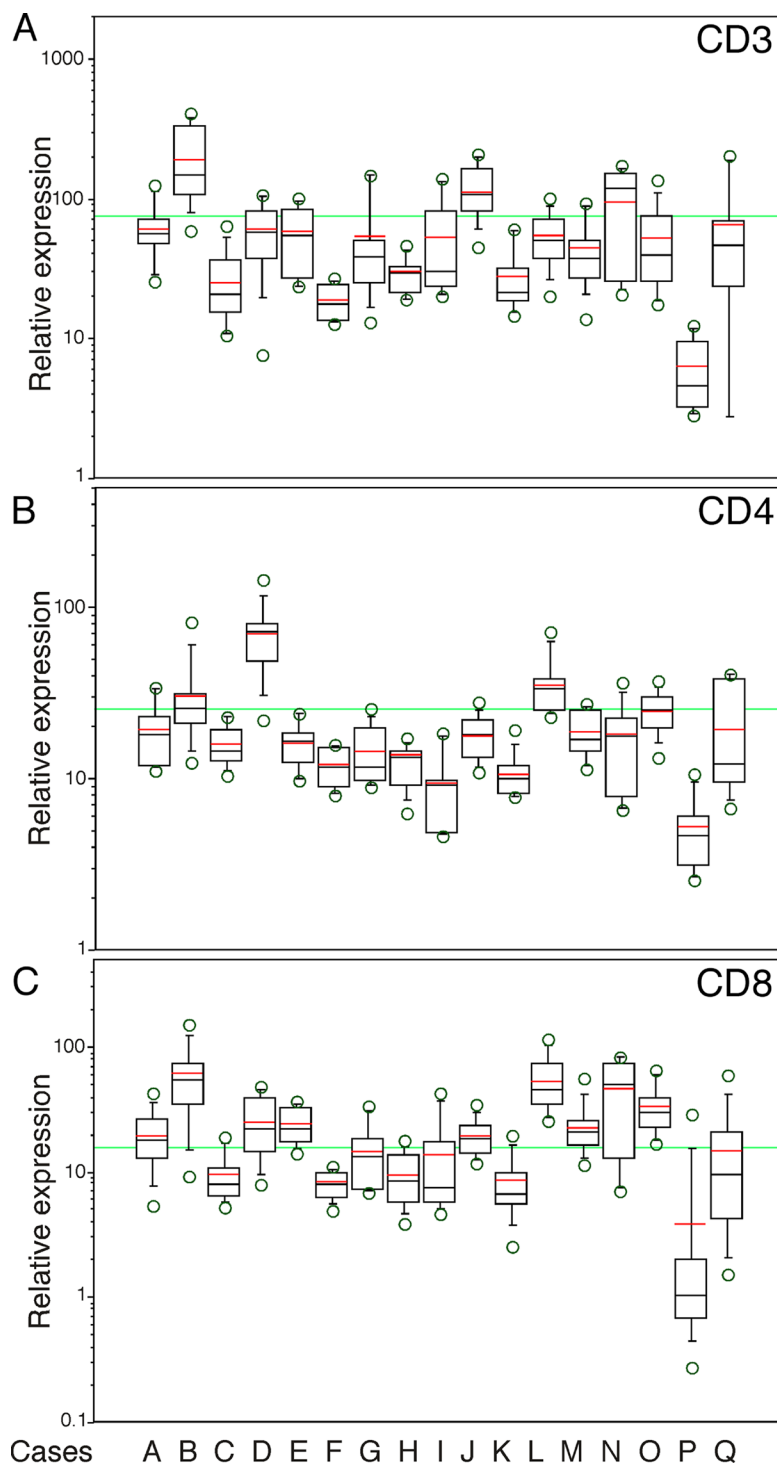 A
CD3
1000
100
10
1
Relative expression
B
CD4
100
10
1
Relative expression
C
CD8
100
10
1
0.1
Relative expression
Cases A B C D E F G H I J K L M N O P Q